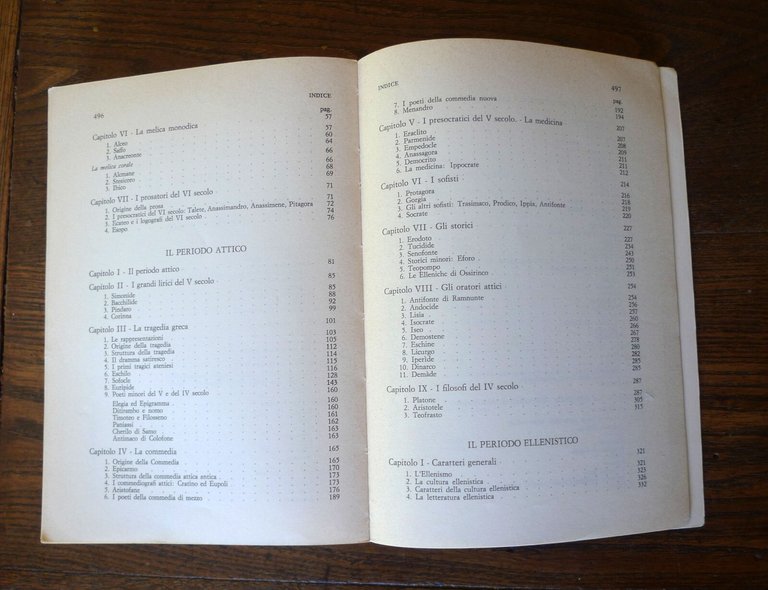 496 INDICE
pag.
Capitolo VI - La melica monodica 57
1. Alceo 57
2. Saffo 60
3. Anacreonte 64
La melica corale 66
1. Alcmane 66
2. Stesicoro 68
3. Ibico 69
Capitolo VII - I prosatori del VI secolo 71
1. Origine della prosa 71
2. I presocratici del VI secolo: Talete, Anassimandro, Anassimene, Pitagora 72
3. Ecateo e i logografi del VI secolo 74
4. Esopo 76
IL PERIODO ATTICO
Capitolo I - Il periodo attico 81
Capitolo II - I grandi lirici del V secolo 85
1. Simonide 85
2. Bacchilide 88
3. Pindaro 92
4. Corinna 99
Capitolo III - La tragedia greca 101
1. Le rappresentazioni 103
2. Origine della tragedia 103
3. Struttura della tragedia 112
4. Il dramma satiresco 114
5. I primi tragici ateniesi 115
6. Eschilo 116
7. Sofocle 128
8. Euripide 143
9. Poeti minori del V e del IV secolo 160
Elegia ed Epigramma 160
Ditirambo e nomo 160
Timoteo e Filosseno 161
Paniassi 162
Cherilo di Samo 163
Antimaco di Colofone 163
Capitolo IV - La commedia 165
1. Origine della Commedia 165
2. Epicarmo 170
3. Struttura della commedia attica antica 173
4. I commediografi attici: Cratino ed Eupoli 173
5. Aristofane 176
6. I poeti della commedia di mezzo 189
INDICE 497
pag.
7. I poeti della commedia nuova 192
8. Menandro 194
Capitolo V - I presocratici del V secolo. - La medicina 207
1. Eraclito 207
2. Parmenide 208
3. Empedocle 209
4. Anassagora 211
5. Democrito 211
6. La medicina: Ippocrate 212
Capitolo VI - I sofisti 214
1. Protagora 216
2. Gorgia 218
3. Gli altri sofisti: Trasimaco, Prodico, Ippia, Antifonte 219
4. Socrate 220
Capitolo VII - Gli storici 227
1. Erodoto 227
2. Tucidide 234
3. Senofonte 243
4. Storici minori: Eforo 250
5. Teopompo 251
6. Le Elleniche di Ossirinco 253
Capitolo VIII - Gli oratori attici 254
1. Antifonte di Ramnunte 254
2. Andocide 256
3. Lisia 257
4. Isocrate 260
5. Iseo 266
6. Demostene 270
7. Eschine 278
8. Licurgo 280
9. Iperìde 282
10. Dinarco 285
11. Demàde 285
Capitolo IX - I filosofi del IV secolo 287
1. Platone 287
2. Aristotele 305
3. Teofrasto 315
IL PERIODO ELLENISTICO
Capitolo I - Caratteri generali 321
1. L'Ellenismo 321
2. La cultura ellenistica 323
3. Caratteri della cultura ellenistica 326
4. La letteratura ellenistica 332